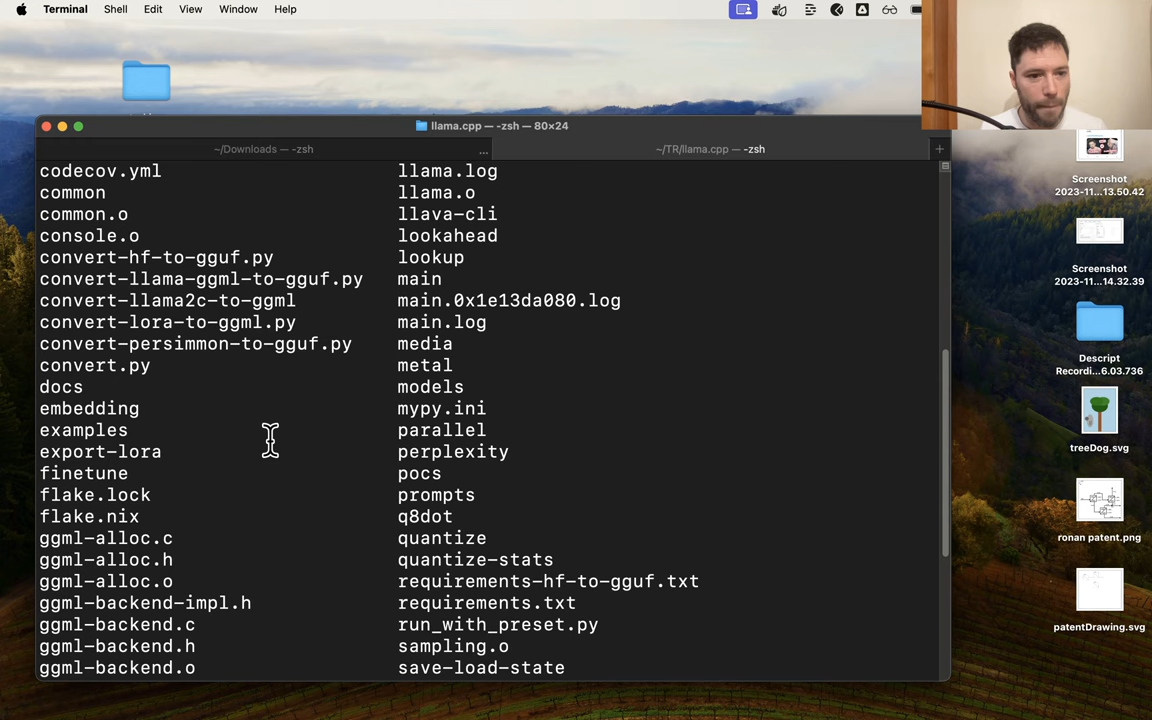 Terminal Shell Edit View Window Help
llama.cpp — -zsh — 80×24
~/Downloads — -zsh ... ~/TR/llama.cpp — -zsh +
codecov.yml llama.log
common llama.o
common.o llava-cli
console.o lookahead
convert-hf-to-gguf.py lookup
convert-llama-ggml-to-gguf.py main
convert-llama2c-to-ggml main.0x1e13da080.log
convert-lora-to-ggml.py main.log
convert-persimmon-to-gguf.py media
convert.py metal
docs models
embedding mypy.ini
examples parallel
export-lora perplexity
finetune pocs
flake.lock prompts
flake.nix q8dot
ggml-alloc.c quantize
ggml-alloc.h quantize-stats
ggml-alloc.o requirements-hf-to-gguf.txt
ggml-backend-impl.h requirements.txt
ggml-backend.c run_with_preset.py
ggml-backend.h sampling.o
ggml-backend.o save-load-state
Screenshot
2023-11...13.50.42
Screenshot
2023-11...14.32.39
Descript
Recordi...6.03.736
treeDog.svg
ronan patent.png
patentDrawing.svg